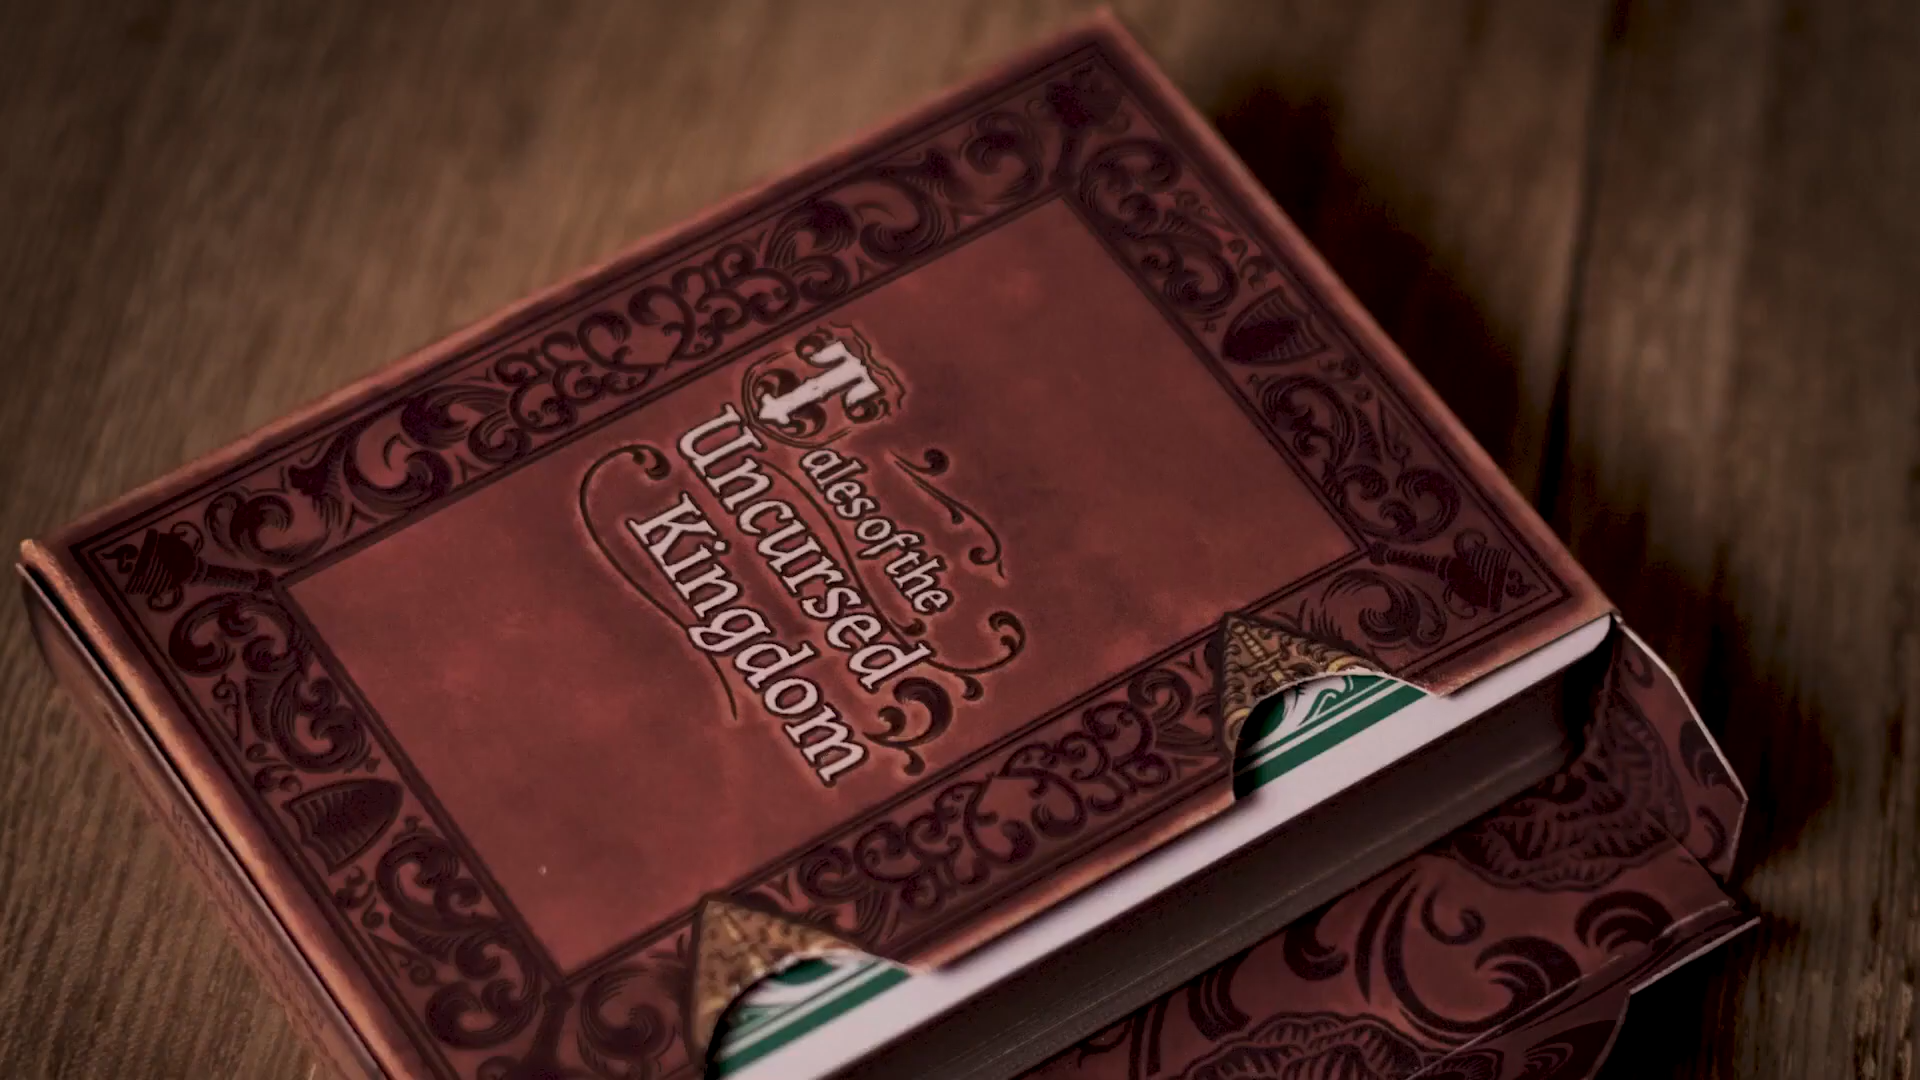 Tales of the
Uncursed
Kingdom